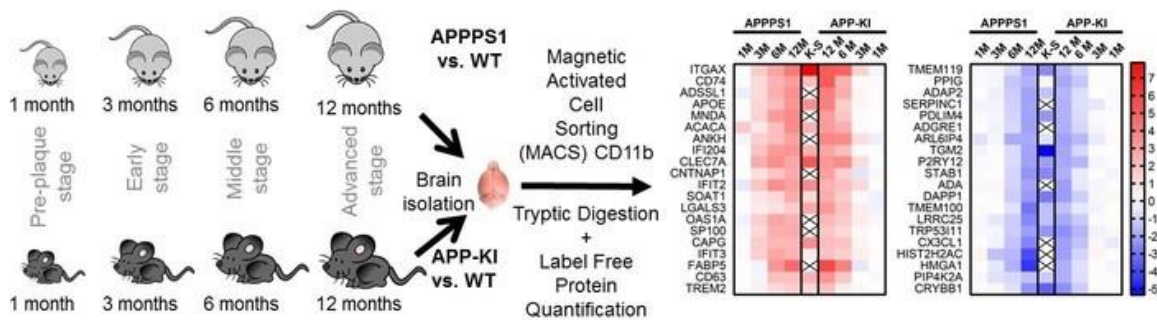 1 month
3 months
6 months
12 months
Pre-plaque
stage
Early
stage
Middle
stage
Advanced
stage
1 month
3 months
6 months
12 months
APPPS1
vs. WT
Brain
isolation
APP-KI
vs. WT
Magnetic
Activated
Cell
Sorting
(MACS) CD11b
Tryptic Digestion
+
Label Free
Protein
Quantification
APPPS1 APP-KI
1M 3M 6M 12M K-S 12 M 6 M 3M 1M
ITGAX
CD74
ADSSL1
APOE
MNDA
ACACA
ANKH
IFI204
CLEC7A
CNTNAP1
IFIT2
SOAT1
LGALS3
OAS1A
SP100
CAPG
IFIT3
FABP5
CD63
TREM2
APPPS1 APP-KI
1M 3M 6M 12M K-S 12 M 6 M 3M 1M
TMEM119
PPIG
ADAP2
SERPINC1
PDLIM4
ADGRE1
ARL6IP4
TGM2
P2RY12
STAB1
ADA
DAPP1
TMEM100
LRRC25
TRP53I11
CX3CL1
HIST2H2AC
HMGA1
PIP4K2A
CRYBB1
7
6
5
4
3
2
1
0
-1
-2
-3
-4
-5